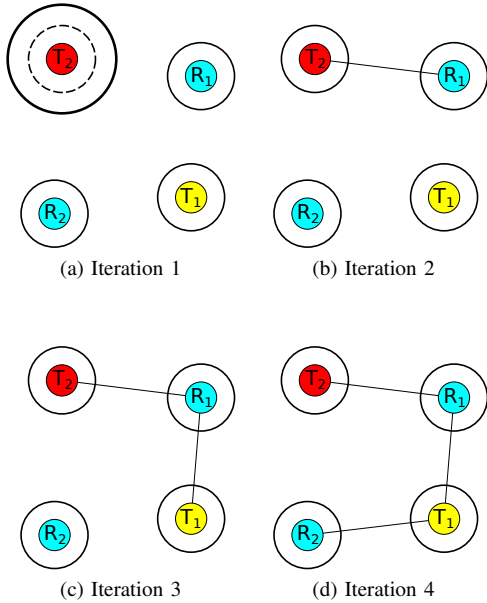 T₂
R₁
R₂
T₁
(a) Iteration 1
T₂
R₁
R₂
T₁
(b) Iteration 2
T₂
R₁
R₂
T₁
(c) Iteration 3
T₂
R₁
R₂
T₁
(d) Iteration 4